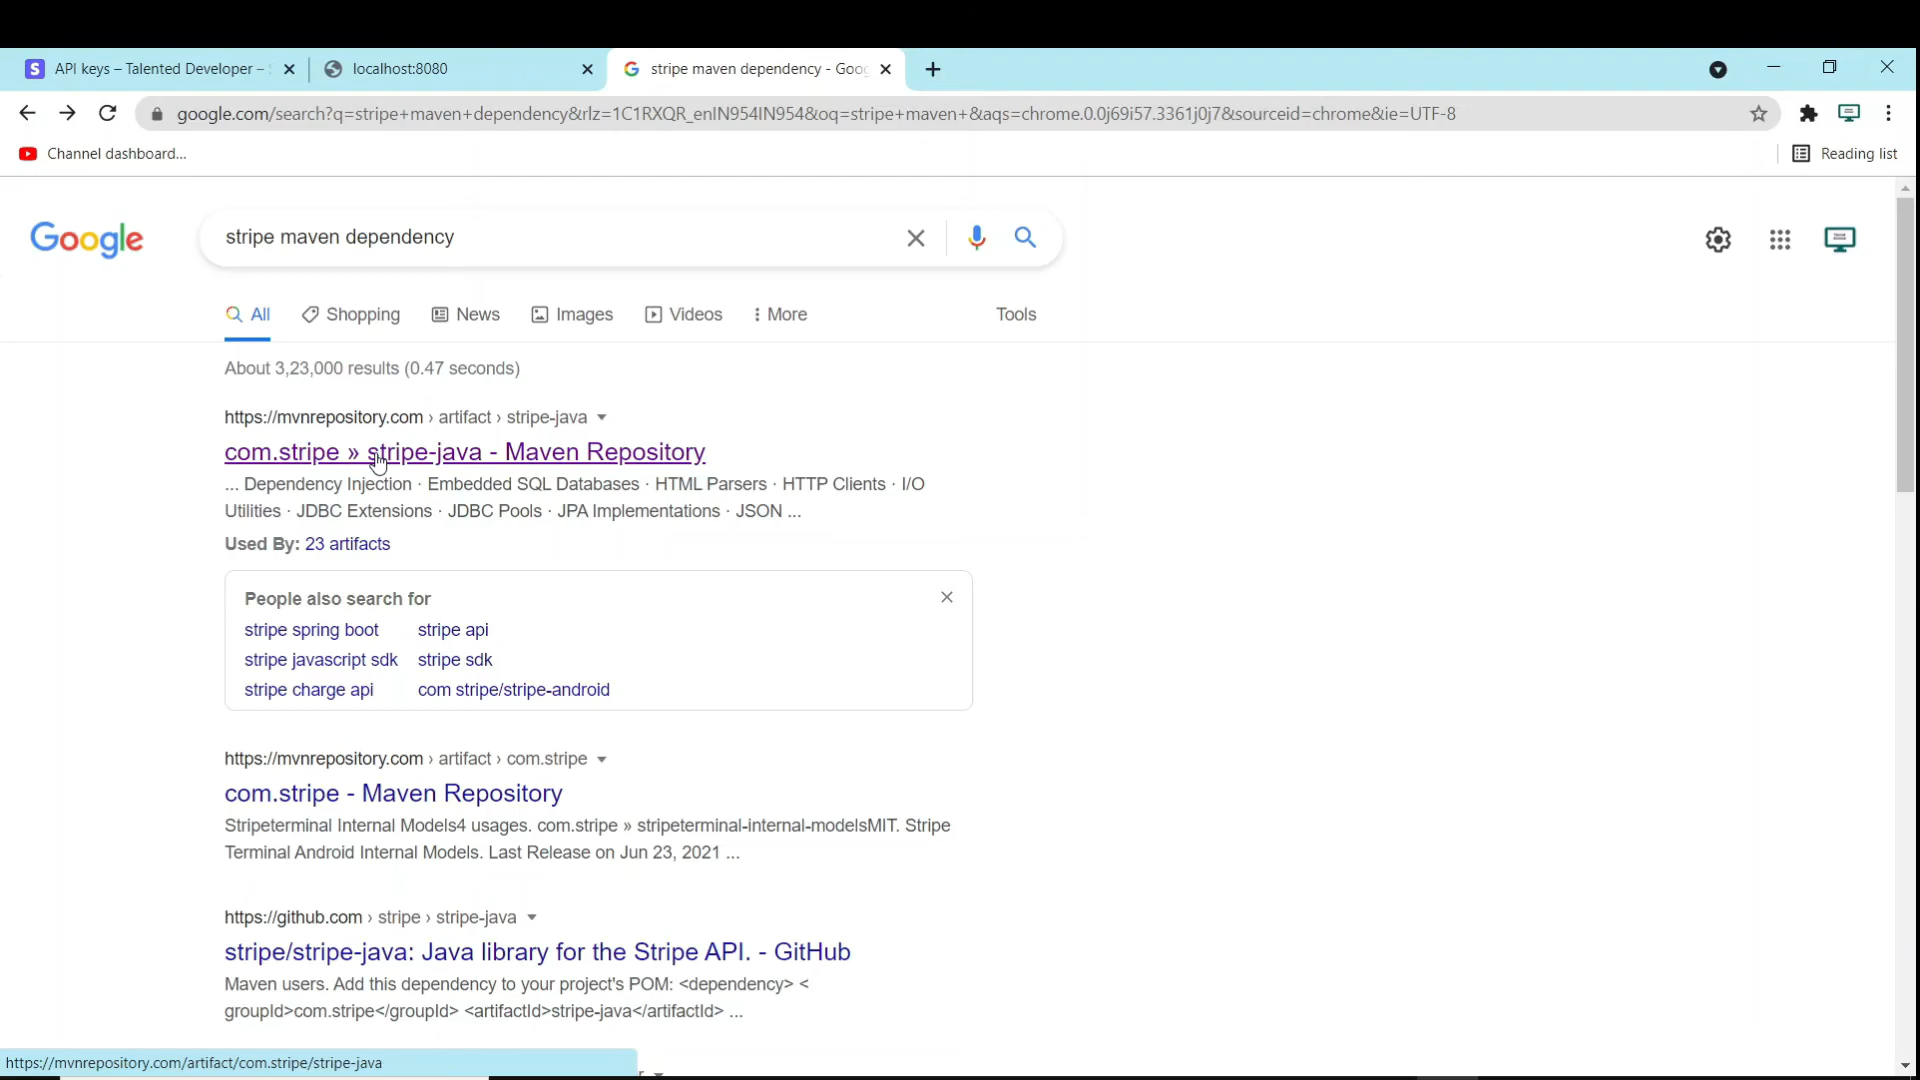 API keys – Talented Developer –
localhost:8080
stripe maven dependency - Goog
google.com/search?q=stripe+maven+dependency&rlz=1C1RXQR_enIN954IN954&oq=stripe+maven+&aqs=chrome.0.0j69i57.3361j0j7&sourceid=chrome&ie=UTF-8
Channel dashboard...
Reading list
Google
stripe maven dependency
All
Shopping
News
Images
Videos
More
Tools
About 3,23,000 results (0.47 seconds)
https://mvnrepository.com › artifact › stripe-java
com.stripe » stripe-java - Maven Repository
... Dependency Injection · Embedded SQL Databases · HTML Parsers · HTTP Clients · I/O
Utilities · JDBC Extensions · JDBC Pools · JPA Implementations · JSON ...
Used By: 23 artifacts
People also search for
stripe spring boot
stripe api
stripe javascript sdk
stripe sdk
stripe charge api
com stripe/stripe-android
https://mvnrepository.com › artifact › com.stripe
com.stripe - Maven Repository
Stripeterminal Internal Models4 usages. com.stripe » stripeterminal-internal-modelsMIT. Stripe
Terminal Android Internal Models. Last Release on Jun 23, 2021 ...
https://github.com › stripe › stripe-java
stripe/stripe-java: Java library for the Stripe API. - GitHub
Maven users. Add this dependency to your project's POM: <dependency> <
groupId>com.stripe</groupId> <artifactId>stripe-java</artifactId> ...
https://mvnrepository.com/artifact/com.stripe/stripe-java